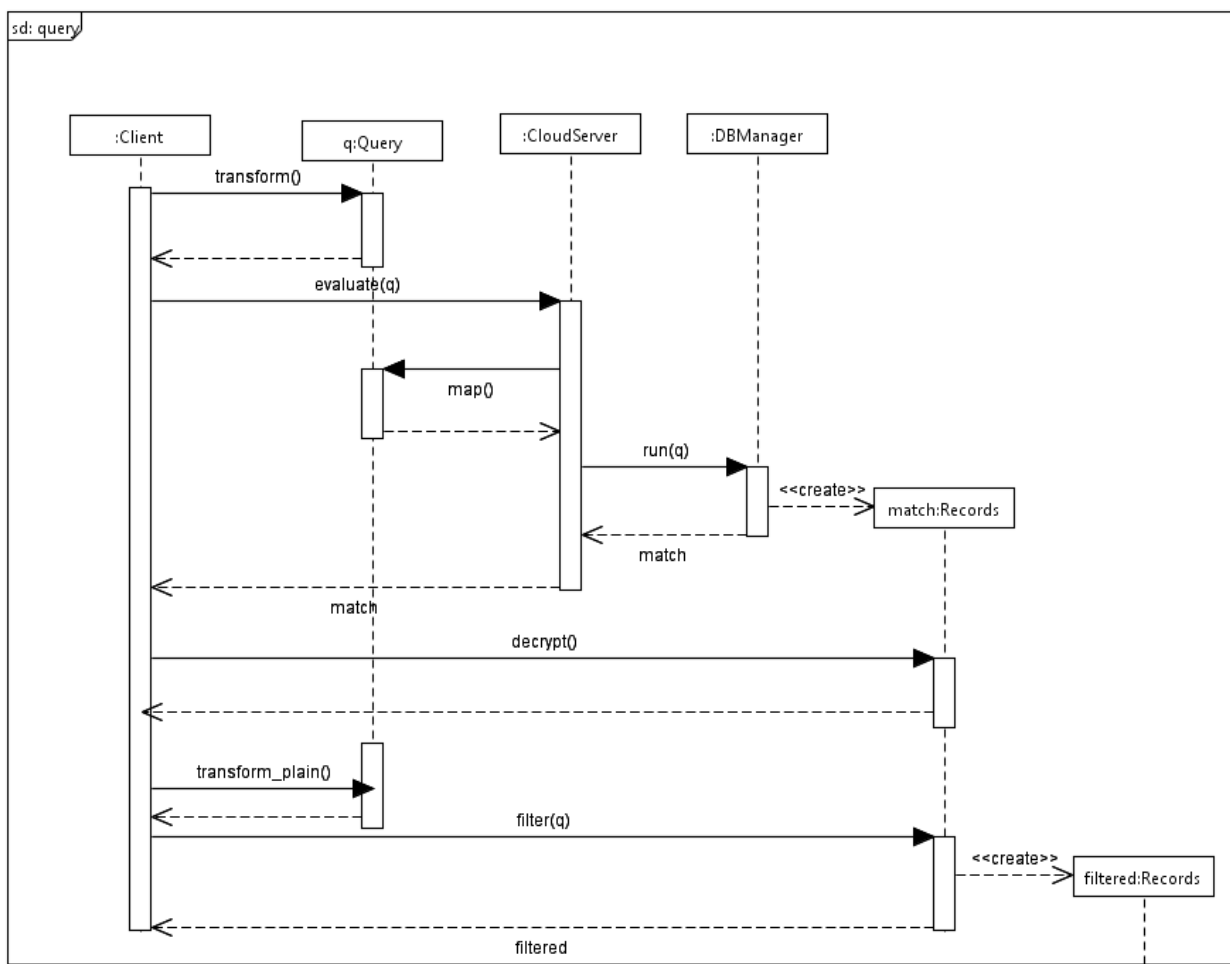 sd: query
:Client
q:Query
:CloudServer
:DBManager
transform()
evaluate(q)
map()
run(q)
<<create>>
match:Records
match
match
decrypt()
transform_plain()
filter(q)
<<create>>
filtered:Records
filtered